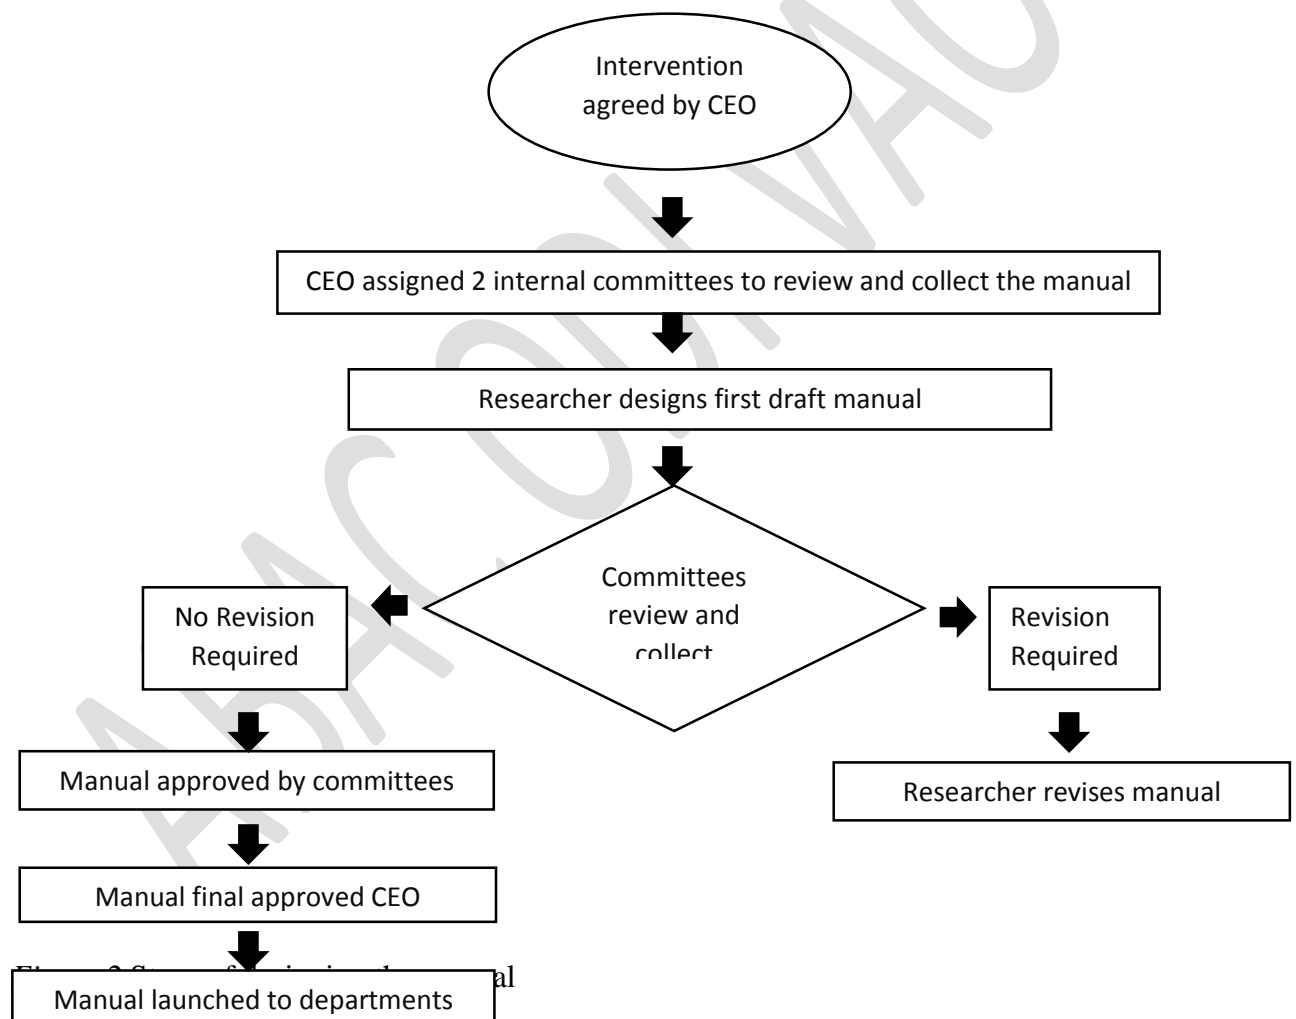 Intervention
agreed by CEO
CEO assigned 2 internal committees to review and collect the manual
Researcher designs first draft manual
Committees
review and
collect
No Revision
Required
Revision
Required
Manual approved by committees
Researcher revises manual
Manual final approved CEO
Manual launched to departments